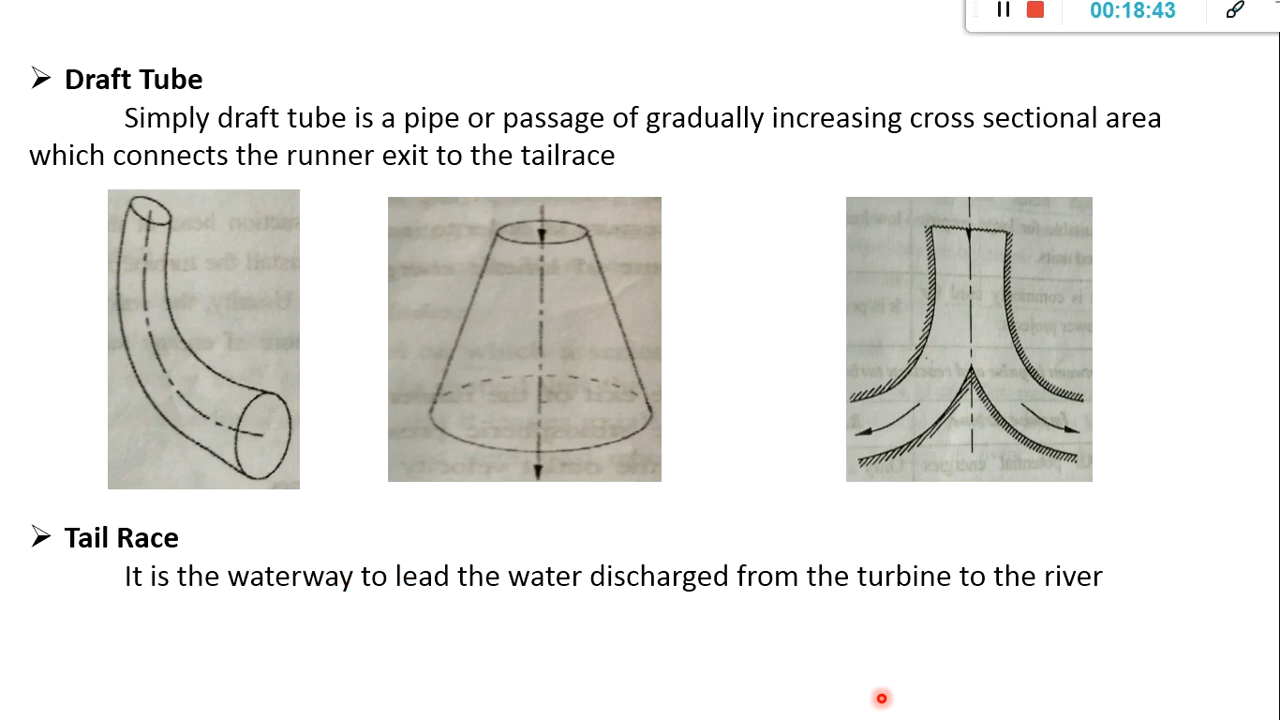 00:18:43
Draft Tube
Simply draft tube is a pipe or passage of gradually increasing cross sectional area
which connects the runner exit to the tailrace
Tail Race
It is the waterway to lead the water discharged from the turbine to the river